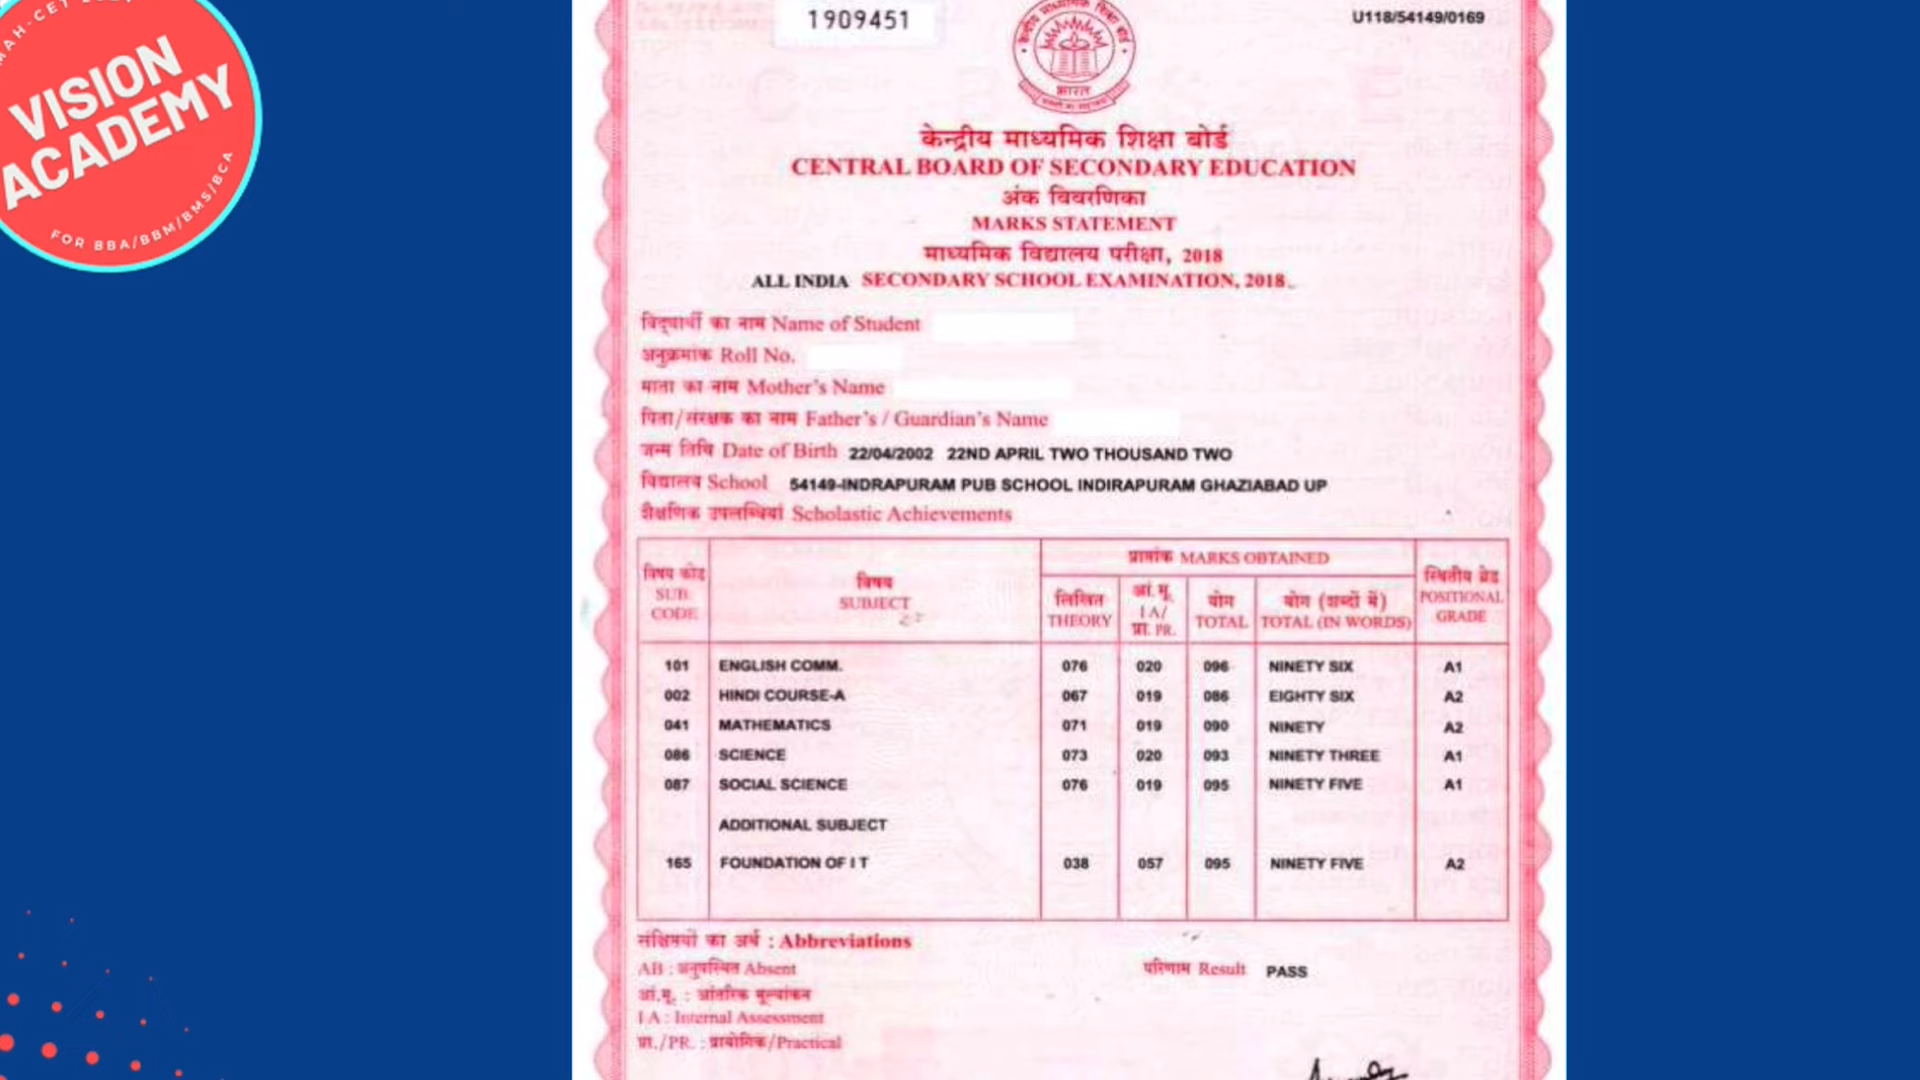 VISION
ACADEMY
FOR BBA/BBM/BMS/BCA
1909451
U118/54149/0169
भारत
केन्द्रीय माध्यमिक शिक्षा बोर्ड
CENTRAL BOARD OF SECONDARY EDUCATION
अंक विवरणिका
MARKS STATEMENT
माध्यमिक विद्यालय परीक्षा, 2018
ALL INDIA SECONDARY SCHOOL EXAMINATION, 2018
विद्यार्थी का नाम Name of Student
अनुक्रमांक Roll No.
माता का नाम Mother's Name
पिता/संरक्षक का नाम Father's / Guardian's Name
जन्म तिथि Date of Birth 22/04/2002 22ND APRIL TWO THOUSAND TWO
विद्यालय School 54149-INDRAPURAM PUB SCHOOL INDIRAPURAM GHAZIABAD UP
शैक्षणिक उपलब्धियां Scholastic Achievements
विषय कोड SUB. CODE
विषय SUBJECT
प्राप्तांक MARKS OBTAINED
लिखित THEORY
आं.मू. I A/ प्रा. PR.
योग TOTAL
योग (शब्दों में) TOTAL (IN WORDS)
स्थितीय ग्रेड POSITIONAL GRADE
101 ENGLISH COMM. 076 020 096 NINETY SIX A1
002 HINDI COURSE-A 067 019 086 EIGHTY SIX A2
041 MATHEMATICS 071 019 090 NINETY A2
086 SCIENCE 073 020 093 NINETY THREE A1
087 SOCIAL SCIENCE 076 019 095 NINETY FIVE A1
ADDITIONAL SUBJECT
165 FOUNDATION OF I T 038 057 095 NINETY FIVE A2
संक्षिप्तियों का अर्थ : Abbreviations
AB : अनुपस्थित Absent
परिणाम Result PASS
आं.मू. : आंतरिक मूल्यांकन
I A : Internal Assessment
प्रा./PR. : प्रायोगिक/Practical